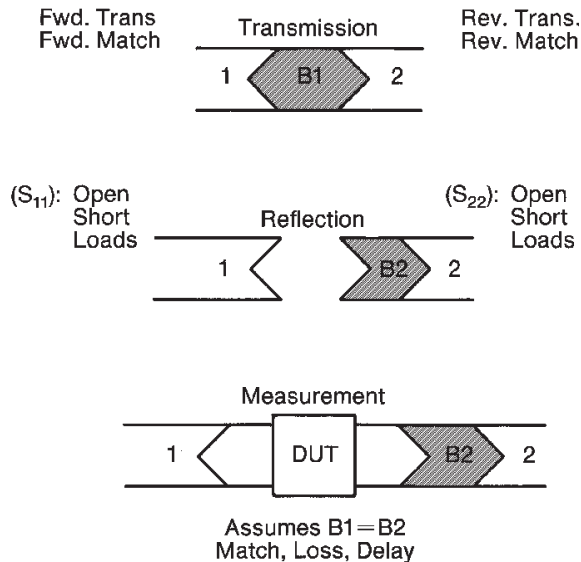 Fwd. Trans
Fwd. Match
Transmission
Rev. Trans.
Rev. Match
1
B1
2
(S11): Open
Short
Loads
Reflection
(S22): Open
Short
Loads
1
B2
2
Measurement
1
DUT
B2
2
Assumes B1=B2
Match, Loss, Delay